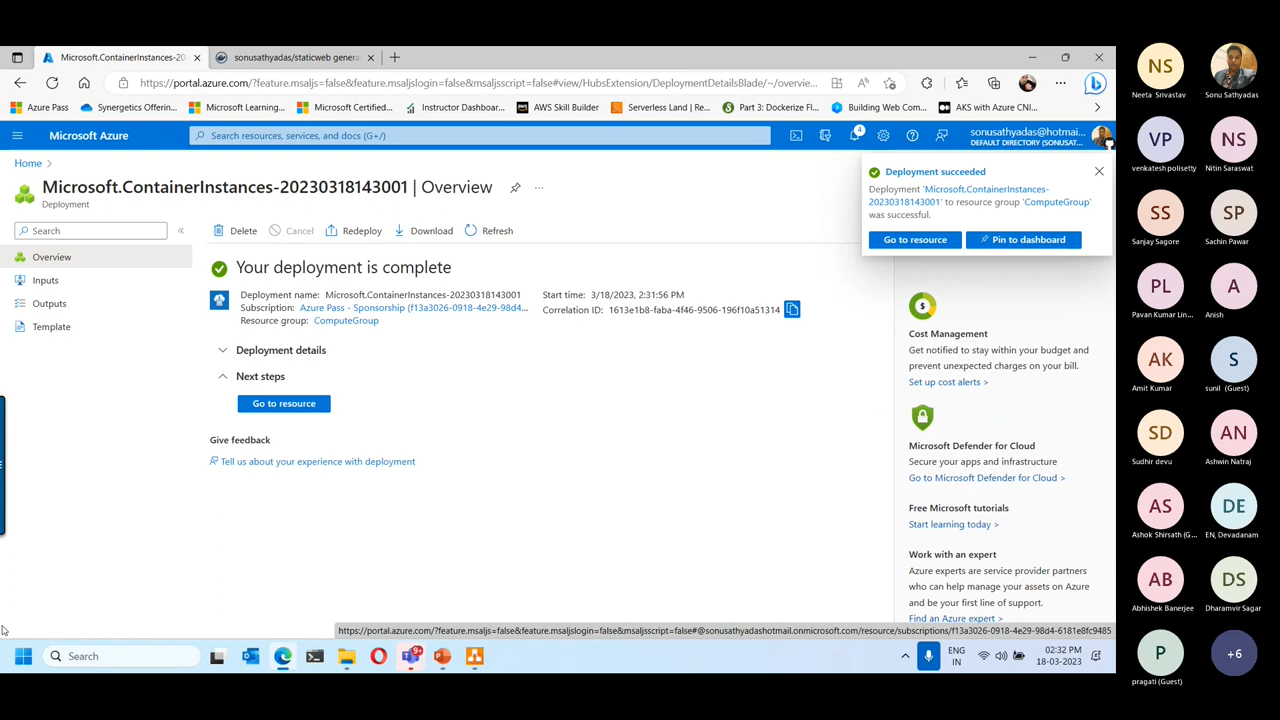 Microsoft.ContainerInstances-20
sonusathyadas/staticweb genera
https://portal.azure.com/?feature.msaljs=false&feature.msaljslogin=false&msaljsscript=false#view/HubsExtension/DeploymentDetailsBlade/~/overvie...
Azure Pass
Synergetics Offering...
Microsoft Learning...
Microsoft Certified...
Instructor Dashboar...
AWS Skill Builder
Serverless Land | Re...
Part 3: Dockerize Fl...
Building Web Com...
AKS with Azure CNI...
Microsoft Azure
Search resources, services, and docs (G+/)
4
sonusathyadas@hotmai...
DEFAULT DIRECTORY (SONUSAT...
Home
Microsoft.ContainerInstances-20230318143001 | Overview
Deployment
Search
Overview
Inputs
Outputs
Template
Delete
Cancel
Redeploy
Download
Refresh
Your deployment is complete
Deployment name: Microsoft.ContainerInstances-20230318143001
Subscription: Azure Pass - Sponsorship (f13a3026-0918-4e29-98d4...
Resource group: ComputeGroup
Start time: 3/18/2023, 2:31:56 PM
Correlation ID: 1613e1b8-faba-4f46-9506-196f10a51314
Deployment details
Next steps
Go to resource
Give feedback
Tell us about your experience with deployment
Deployment succeeded
Deployment 'Microsoft.ContainerInstances-
20230318143001' to resource group 'ComputeGroup'
was successful.
Go to resource
Pin to dashboard
Cost Management
Get notified to stay within your budget and
prevent unexpected charges on your bill.
Set up cost alerts >
Microsoft Defender for Cloud
Secure your apps and infrastructure
Go to Microsoft Defender for Cloud >
Free Microsoft tutorials
Start learning today >
Work with an expert
Azure experts are service provider partners
who can help manage your assets on Azure
and be your first line of support.
Find an Azure expert >
https://portal.azure.com/?feature.msaljs=false&feature.msaljslogin=false&msaljsscript=false#@sonusathyadashotmail.onmicrosoft.com/resource/subscriptions/f13a3026-0918-4e29-98d4-6181e8fc9485
Search
9+
ENG
IN
02:32 PM
18-03-2023
NS
Neeta Srivastav
Sonu Sathyadas
VP
venkatesh polisetty
NS
Nitin Saraswat
SS
Sanjay Sagore
SP
Sachin Pawar
PL
Pavan Kumar Lin...
A
Anish
AK
Amit Kumar
S
sunil (Guest)
SD
Sudhir devu
AN
Ashwin Natraj
AS
Ashok Shirsath (G...
DE
EN, Devadanam
AB
Abhishek Banerjee
DS
Dharamvir Sagar
P
pragati (Guest)
+6